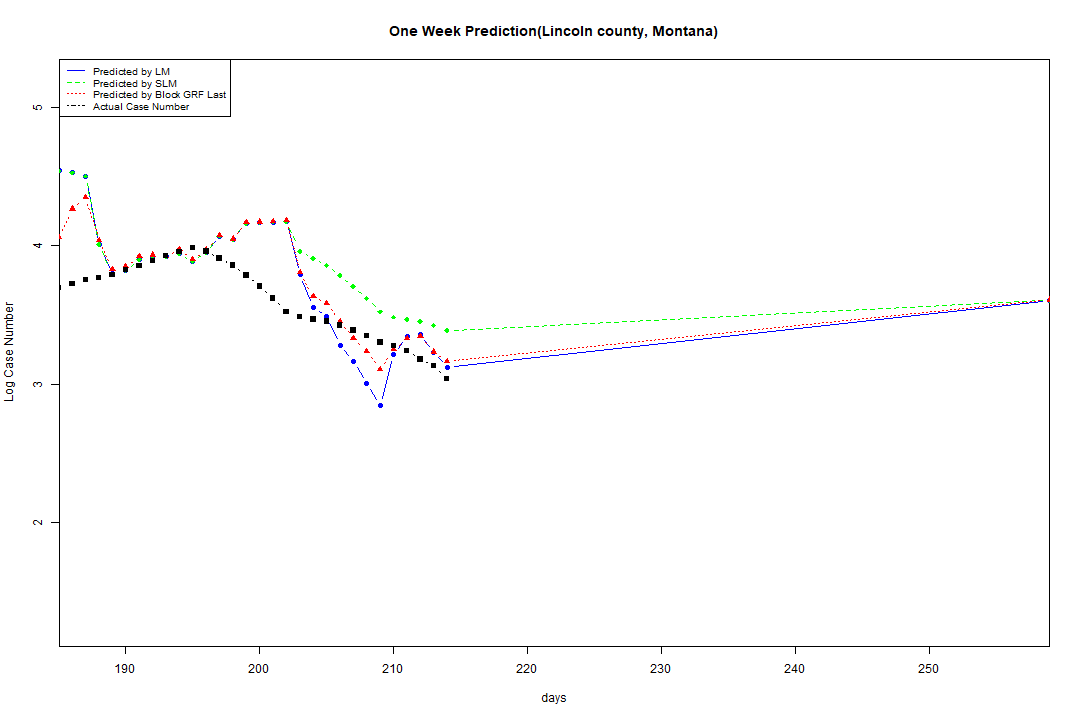 One Week Prediction(Lincoln county, Montana)
Predicted by LM
Predicted by SLM
Predicted by Block GRF Last
Actual Case Number
5
4
3
2
Log Case Number
190 200 210 220 230 240 250
days